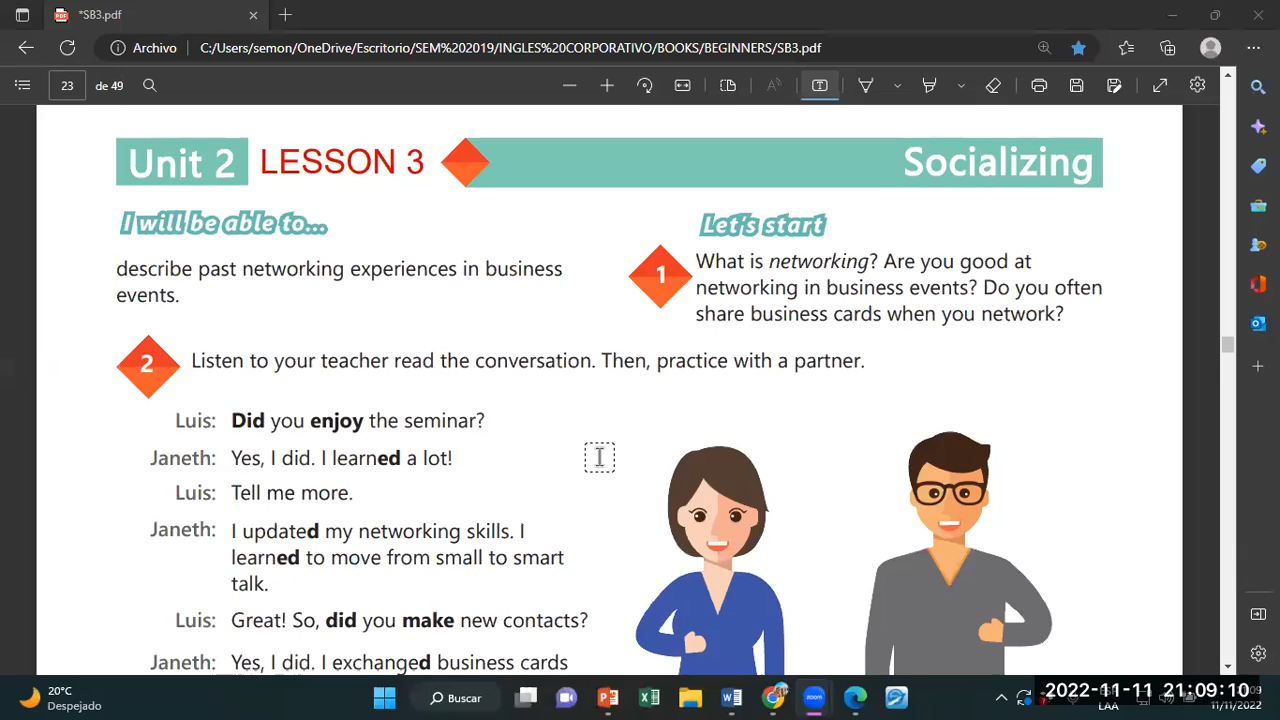 *SB3.pdf
Archivo
C:/Users/semon/OneDrive/Escritorio/SEM%202019/INGLES%20CORPORATIVO/BOOKS/BEGINNERS/SB3.pdf
23 de 49
Unit 2 LESSON 3 Socializing
I will be able to...
describe past networking experiences in business
events.
Let's start
1
What is networking? Are you good at
networking in business events? Do you often
share business cards when you network?
2
Listen to your teacher read the conversation. Then, practice with a partner.
Luis: Did you enjoy the seminar?
Janeth: Yes, I did. I learned a lot!
Luis: Tell me more.
Janeth: I updated my networking skills. I
learned to move from small to smart
talk.
Luis: Great! So, did you make new contacts?
Janeth: Yes, I did. I exchanged business cards
20°C
Despejado
Buscar
LAA
2022-11-11 21:09:10
11/11/2022